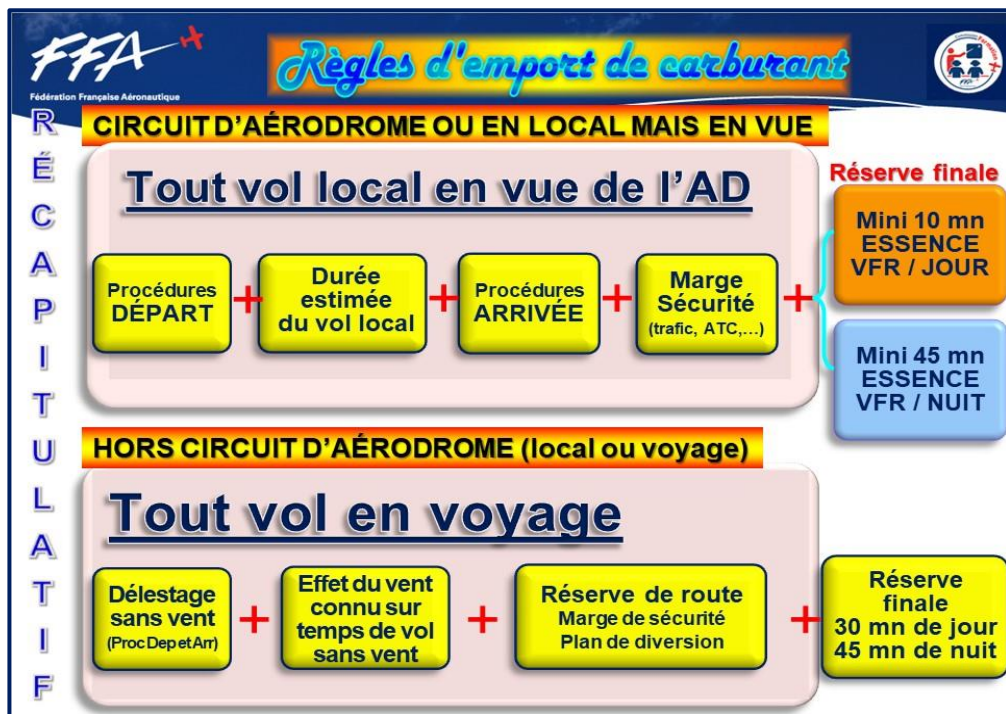 FFA
Fédération Française Aéronautique
Règles d'emport de carburant
RÉCAPITULATIF
CIRCUIT D'AÉRODROME OU EN LOCAL MAIS EN VUE
Tout vol local en vue de l'AD
Procédures
DÉPART
+
Durée
estimée
du vol local
+
Procédures
ARRIVÉE
+
Marge
Sécurité
(trafic, ATC,...)
+
Réserve finale
Mini 10 mn
ESSENCE
VFR / JOUR
Mini 45 mn
ESSENCE
VFR / NUIT
HORS CIRCUIT D'AÉRODROME (local ou voyage)
Tout vol en voyage
Délestage
sans vent
(Proc Dep et Arr)
+
Effet du vent
connu sur
temps de vol
sans vent
+
Réserve de route
Marge de sécurité
Plan de diversion
+
Réserve
finale
30 mn de jour
45 mn de nuit